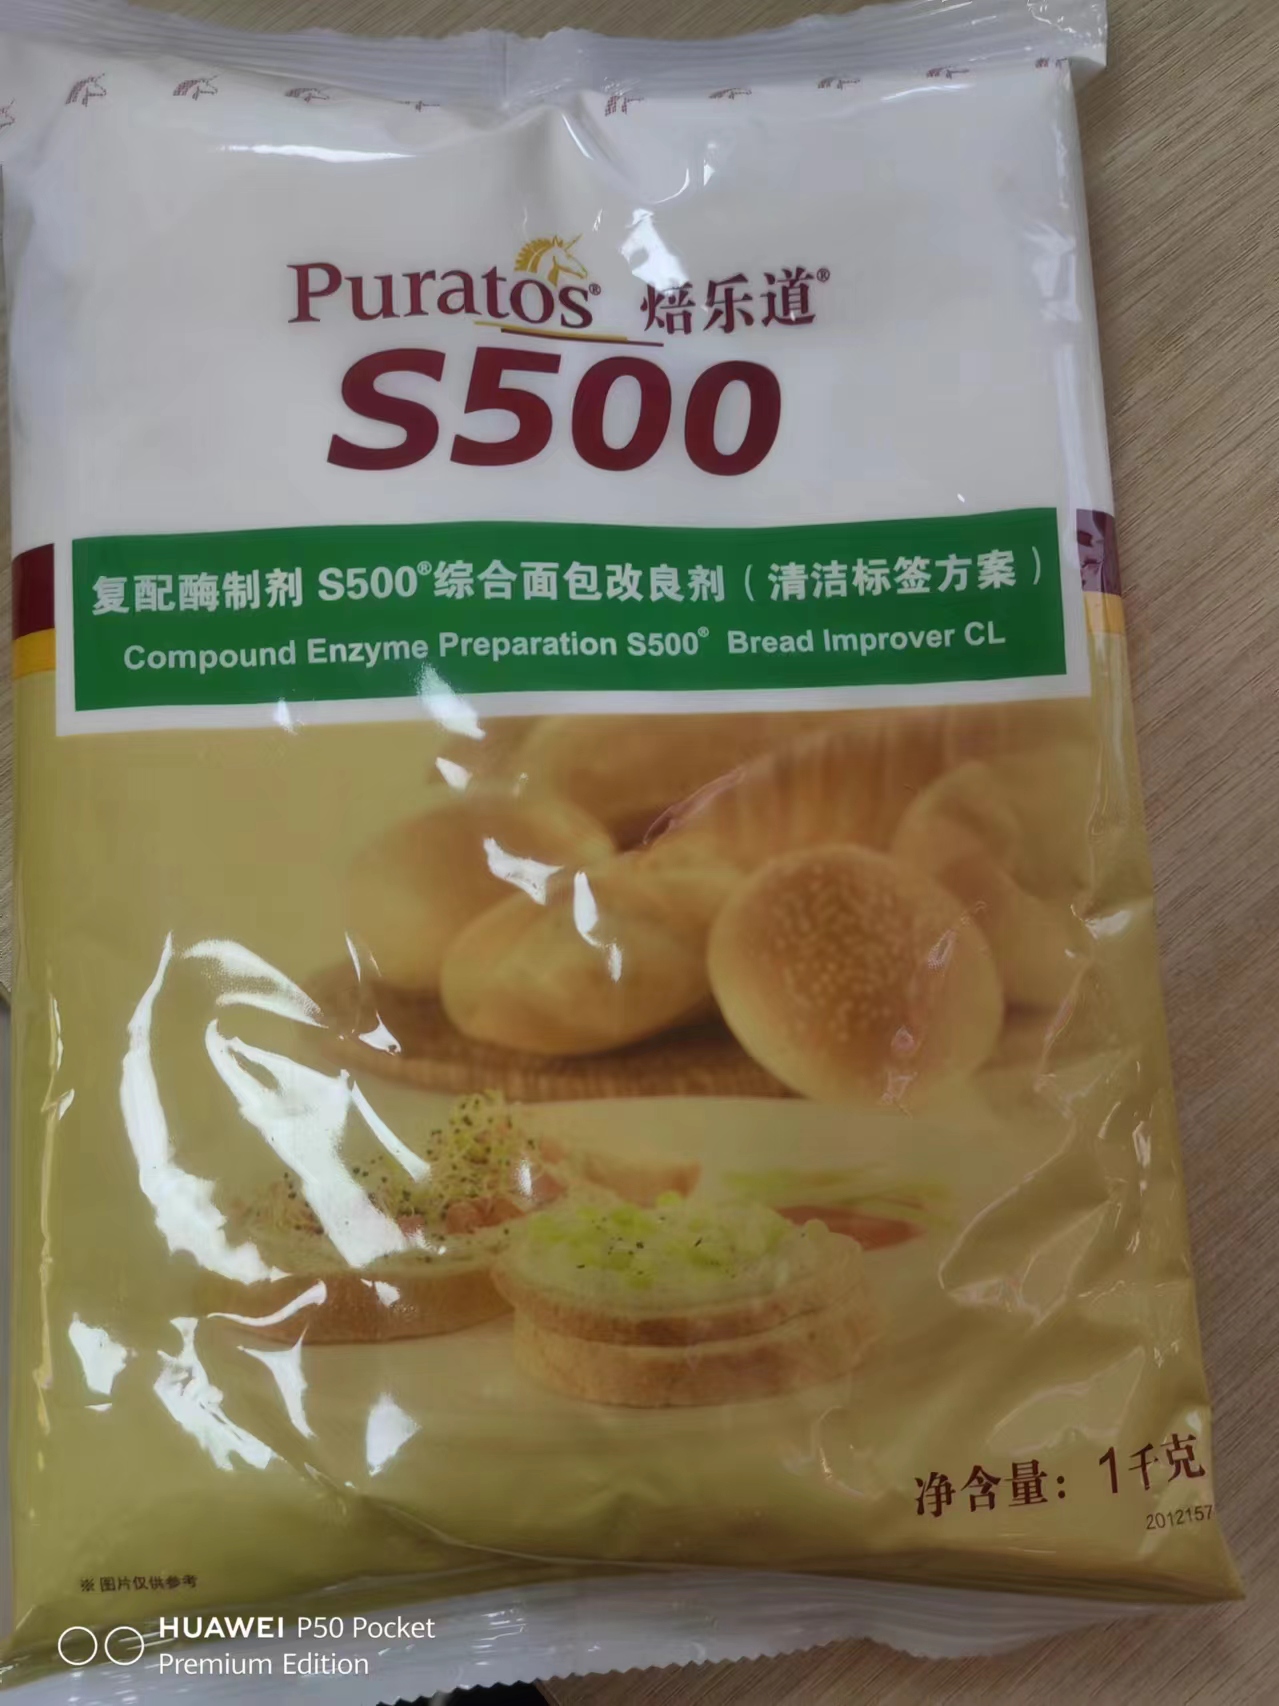 Puratos® 焙乐道®
S500
复配酶制剂 S500®综合面包改良剂（清洁标签方案）
Compound Enzyme Preparation S500® Bread Improver CL
净含量：1千克
2012157
※图片仅供参考
HUAWEI P50 Pocket
Premium Edition